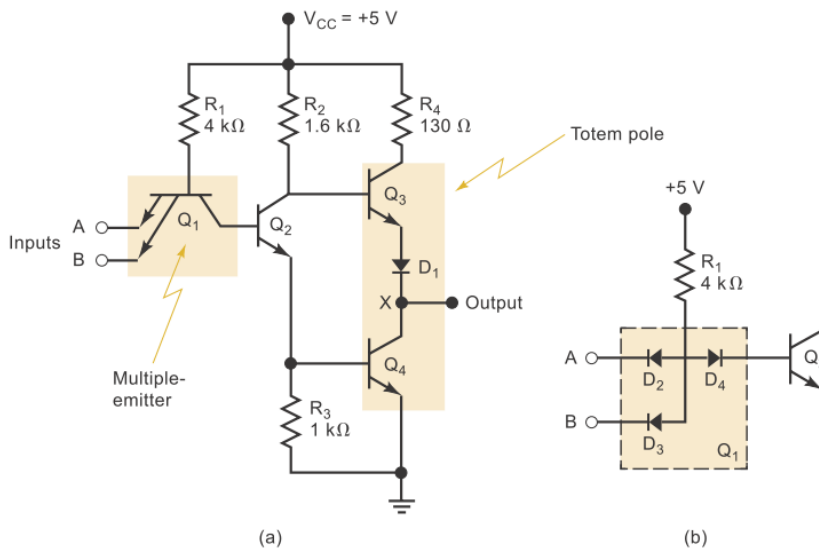 V_CC = +5 V
R_1
4 kΩ
R_2
1.6 kΩ
R_4
130 Ω
Totem pole
Inputs
A
B
Q_1
Q_2
Q_3
D_1
X
Output
Q_4
Multiple-
emitter
R_3
1 kΩ
(a)
+5 V
R_1
4 kΩ
A
D_2
D_4
B
D_3
Q_1
Q
(b)